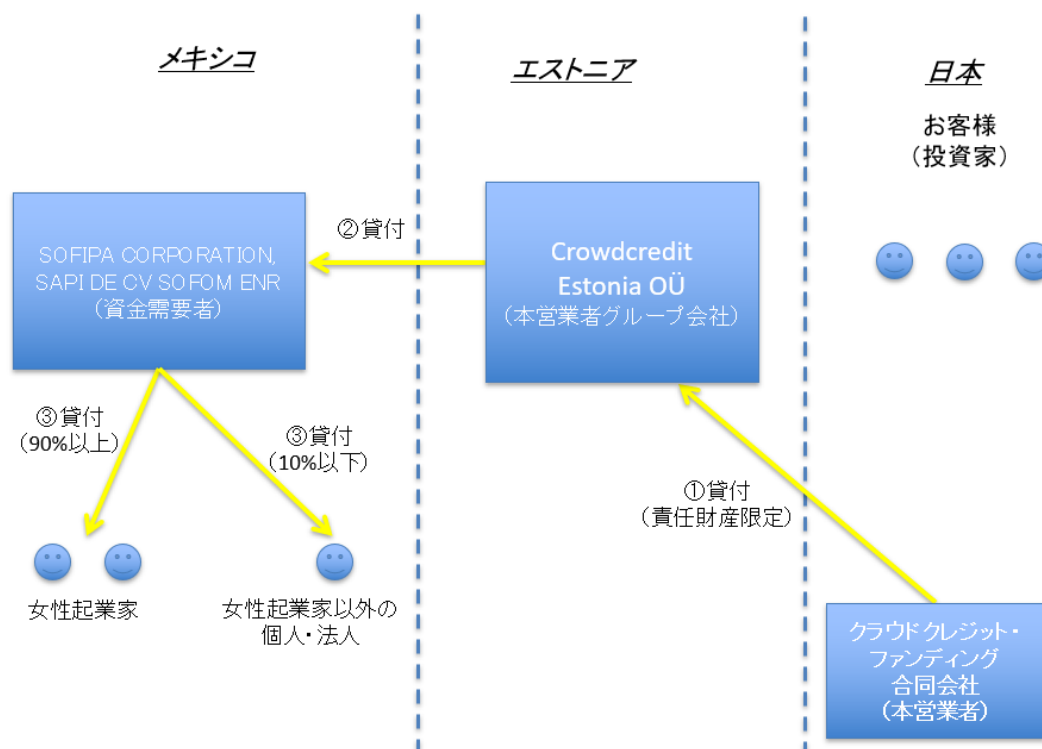 メキシコ
エストニア
日本
お客様
（投資家）
②貸付
SOFIPA CORPORATION,
SAPI DE CV SOFOM ENR
（資金需要者）
Crowdcredit
Estonia OÜ
（本営業者グループ会社）
③貸付
（90%以上）
③貸付
（10%以下）
①貸付
（責任財産限定）
女性起業家
女性起業家以外の
個人・法人
クラウドクレジット・
ファンディング
合同会社
（本営業者）